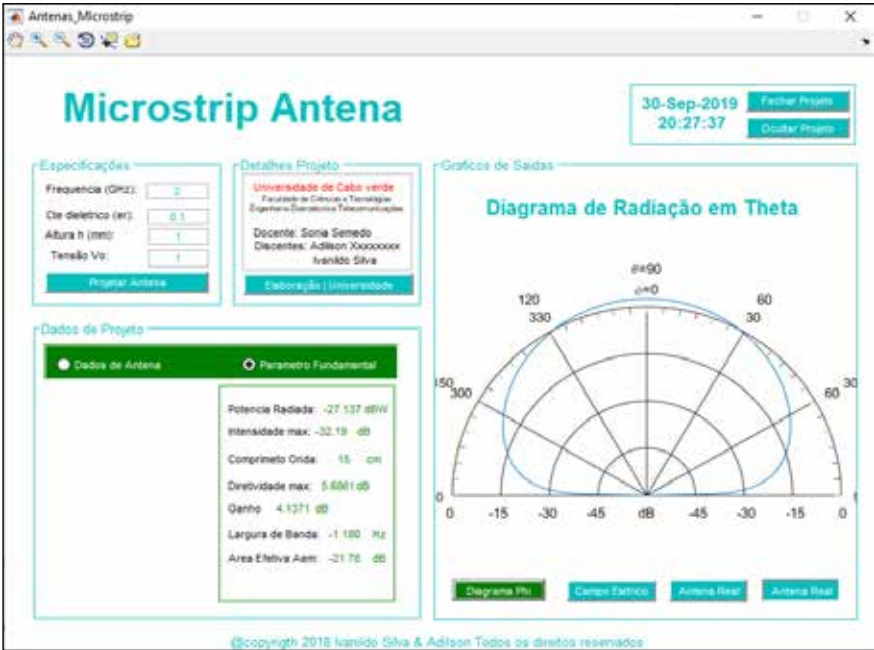 Antenas_Microstrip
Microstrip Antena
30-Sep-2019
20:27:37
Fechar Projeto
Ocultar Projeto
Especificações
Frequencia (GHz):
2
Cte dieletrico (er):
Altura h (mm):
1
Tensão Vo:
1
Projetar Antena
Detalhes Projeto
Universidade de Cabo verde
Faculdade de Ciências e Tecnologias
Docente: Sonia Semedo
Discentes: Adilson Xxxxxxxx
Ivanildo Silva
Elaboração | Universidade
Graficos de Saidas
Diagrama de Radiação em Theta
θ=90
120
60
330
30
150
300
60
30
0
0
-15
-30
-45
dB
-45
-30
-15
0
Dados de Projeto
Dados de Antena
Parametro Fundamental
Potencia Radiada: -27.137 dBW
Intensidade max: -32.19 dB
Comprimeto Onda: 15 cm
Diretividade max: dB
Ganho 4.1371 dB
Largura de Banda: -1.180 Hz
Area Efetiva Aem: -21.76 dB
Diagrama Phi
Campo Eletrico
Antena Real
Antena Real
@copyrigth 2018 Ivanildo Silva & Adilson Todos os direitos reservados